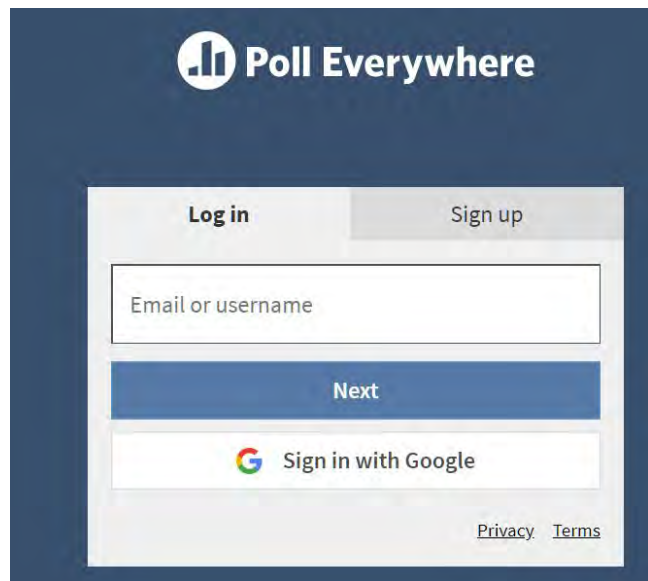 Poll Everywhere
Log in Sign up
Email or username
Next
Sign in with Google
Privacy Terms